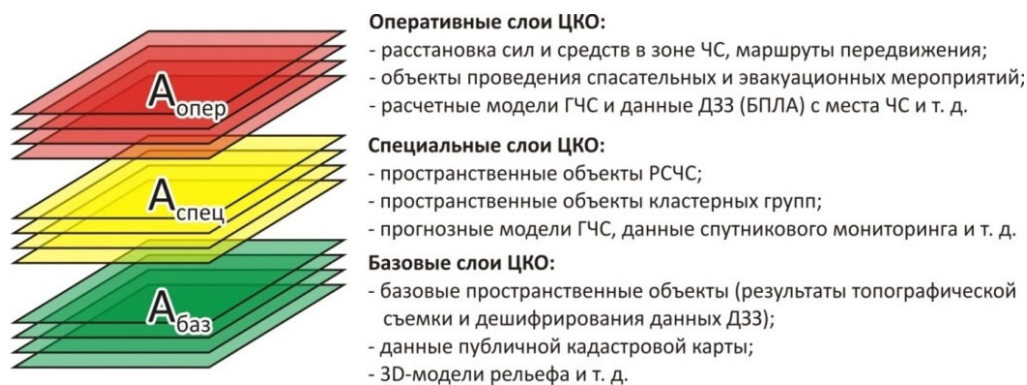 Оперативные слои ЦКО:
- расстановка сил и средств в зоне ЧС, маршруты передвижения;
- объекты проведения спасательных и эвакуационных мероприятий;
- расчетные модели ГЧС и данные ДЗЗ (БПЛА) с места ЧС и т. д.
Aопер
Специальные слои ЦКО:
- пространственные объекты РСЧС;
- пространственные объекты кластерных групп;
- прогнозные модели ГЧС, данные спутникового мониторинга и т. д.
Aспец
Базовые слои ЦКО:
- базовые пространственные объекты (результаты топографической
съемки и дешифрирования данных ДЗЗ);
- данные публичной кадастровой карты;
- 3D-модели рельефа и т. д.
Aбаз